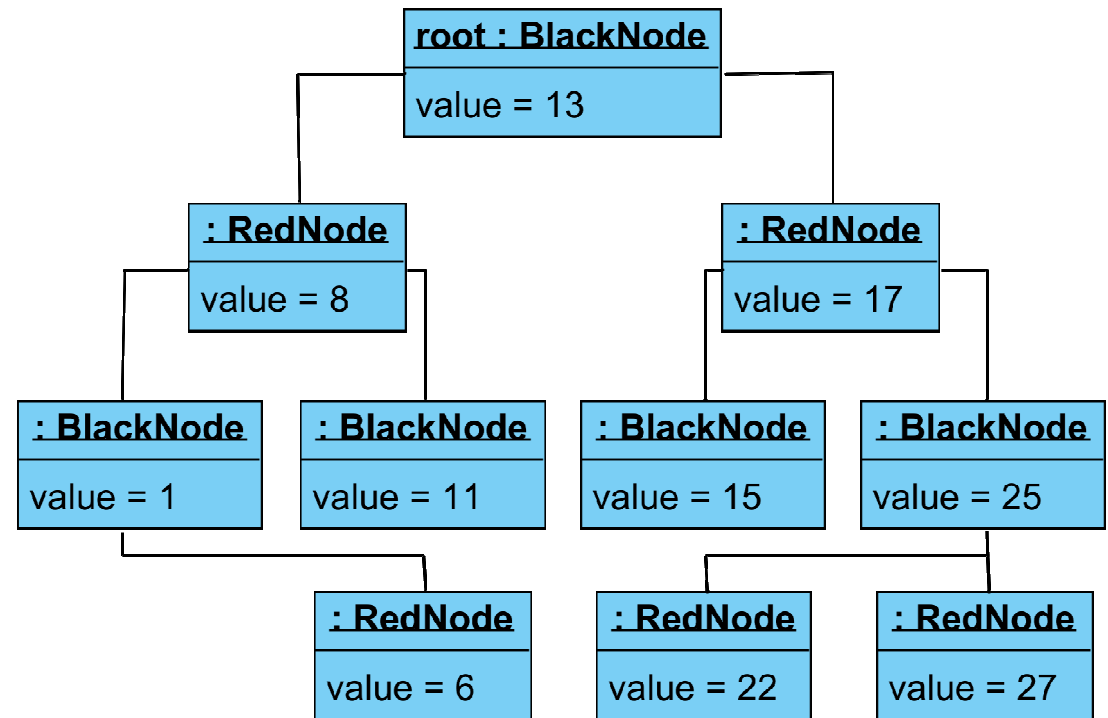 root : BlackNode
value = 13
: RedNode
value = 8
: RedNode
value = 17
: BlackNode
value = 1
: BlackNode
value = 11
: BlackNode
value = 15
: BlackNode
value = 25
: RedNode
value = 6
: RedNode
value = 22
: RedNode
value = 27